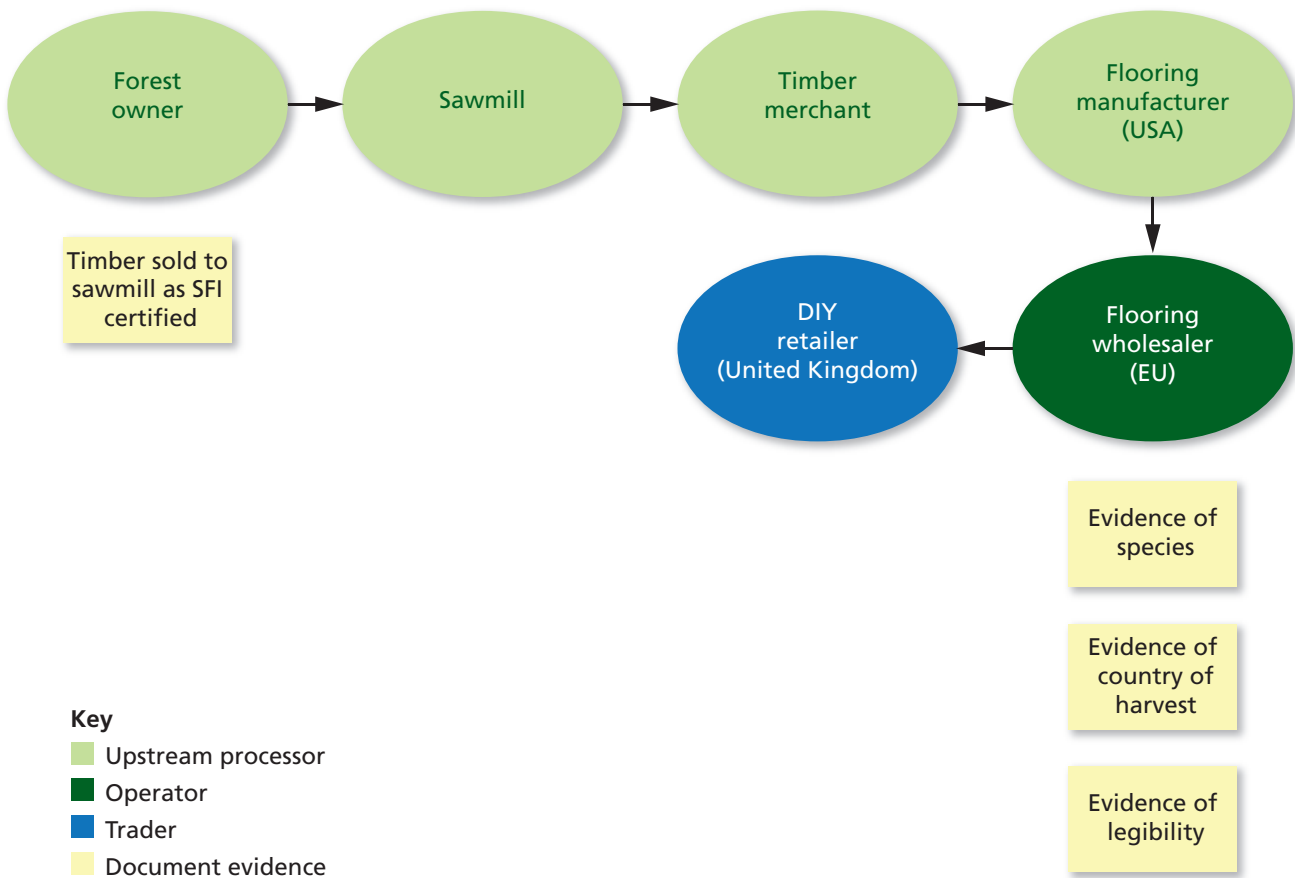 Forest
owner
Sawmill
Timber
merchant
Flooring
manufacturer
(USA)
Timber sold to
sawmill as SFI
certified
DIY
retailer
(United Kingdom)
Flooring
wholesaler
(EU)
Evidence of
species
Evidence of
country of
harvest
Evidence of
legibility
Key
Upstream processor
Operator
Trader
Document evidence